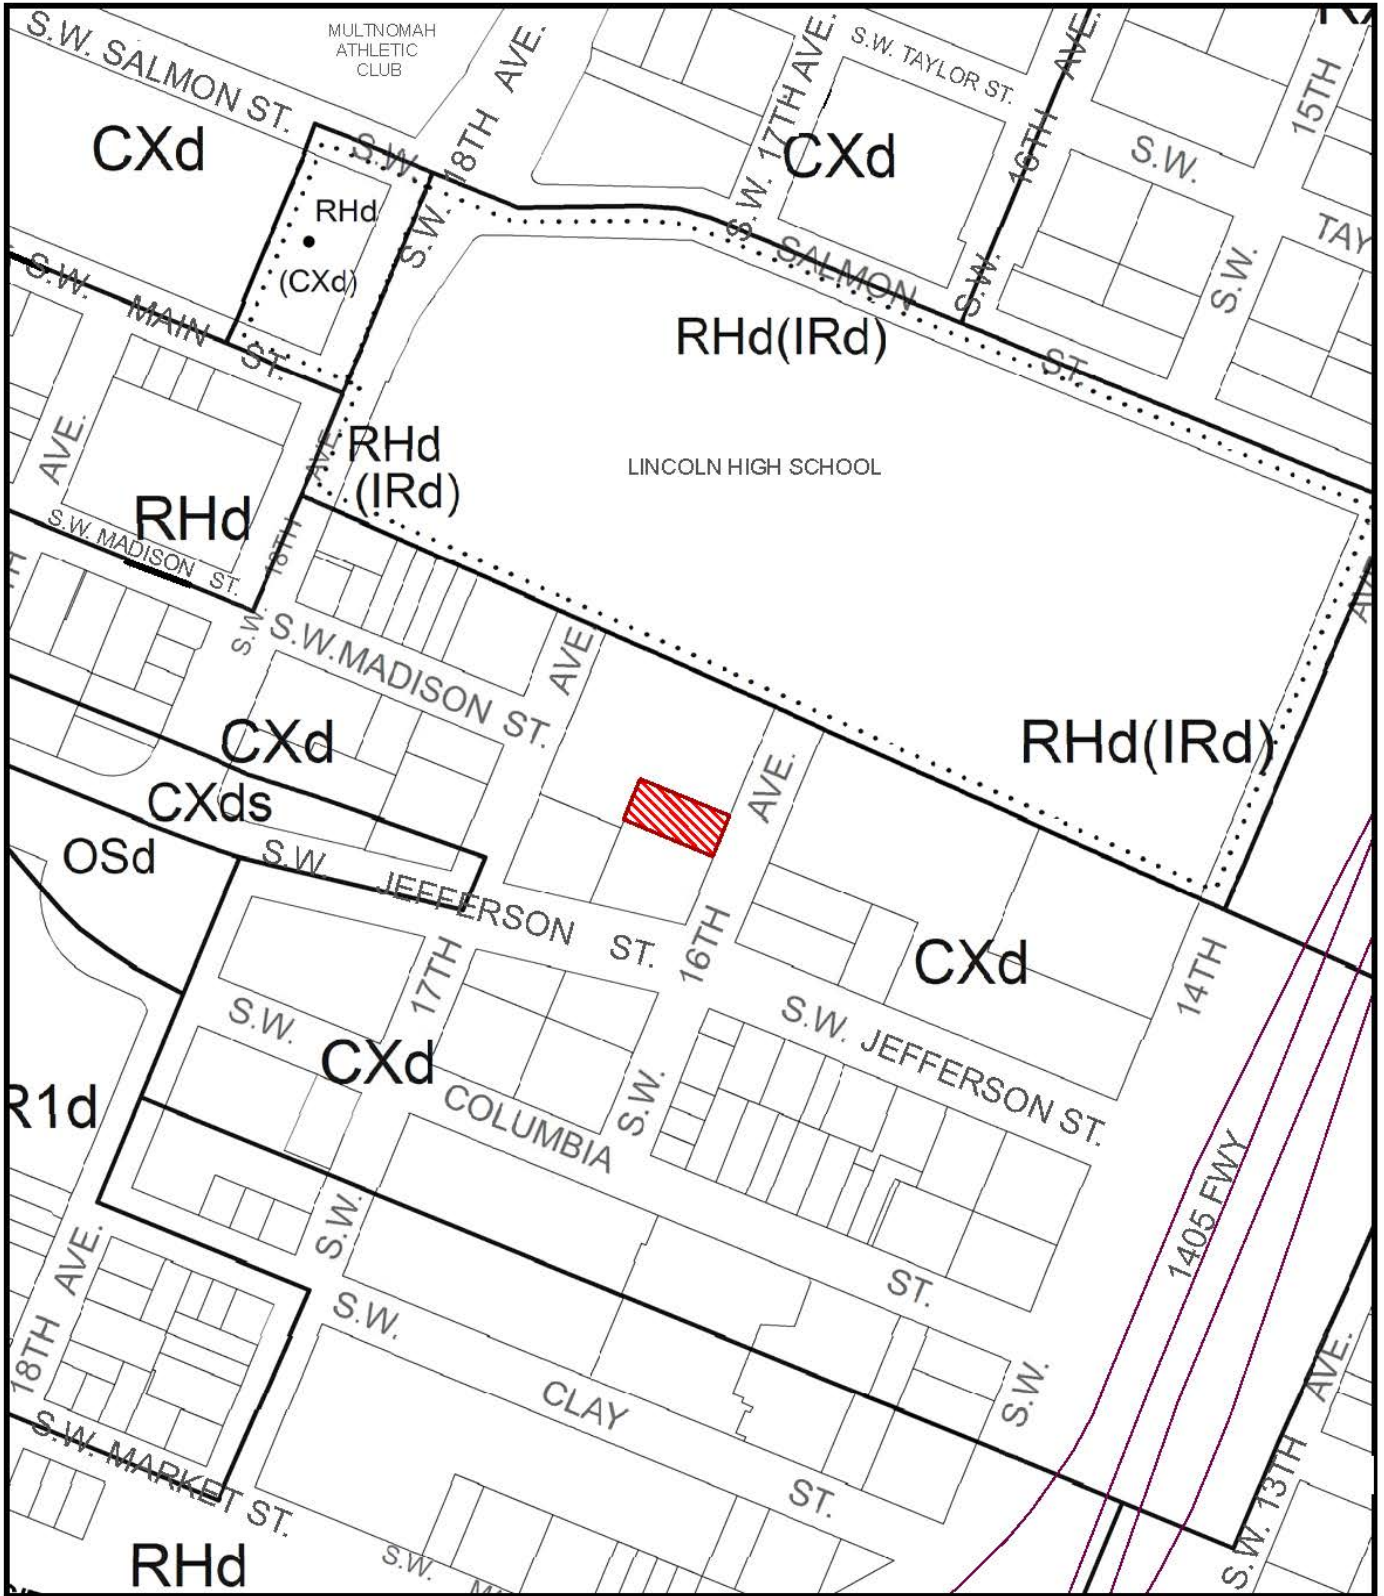 S.W. SALMON ST.
MULTNOMAH
ATHLETIC
CLUB
18TH AVE.
S.W. 17TH AVE.
S.W. TAYLOR ST.
16TH AVE.
15TH
CXd
S.W.
CXd
S.W.
RHd
(CXd)
S.W.
TAY
S.W. MAIN ST.
SALMON
S.W.
S.W.
RHd(IRd)
ST.
AVE.
AVE.
RHd
(IRd)
LINCOLN HIGH SCHOOL
RHd
S.W. MADISON ST.
18TH
S.W.
S.W. MADISON ST.
AVE.
CXd
RHd(IRd)
AVE.
CXds
OSd
S.W. JEFFERSON ST.
17TH
16TH
CXd
14TH
S.W.
CXd
S.W. JEFFERSON ST.
R1d
COLUMBIA
S.W.
1405 FWY
S.W.
18TH AVE.
ST.
S.W.
CLAY
S.W.
AVE.
S.W. MARKET ST.
ST.
S.W. 13TH
RHd
S.W.